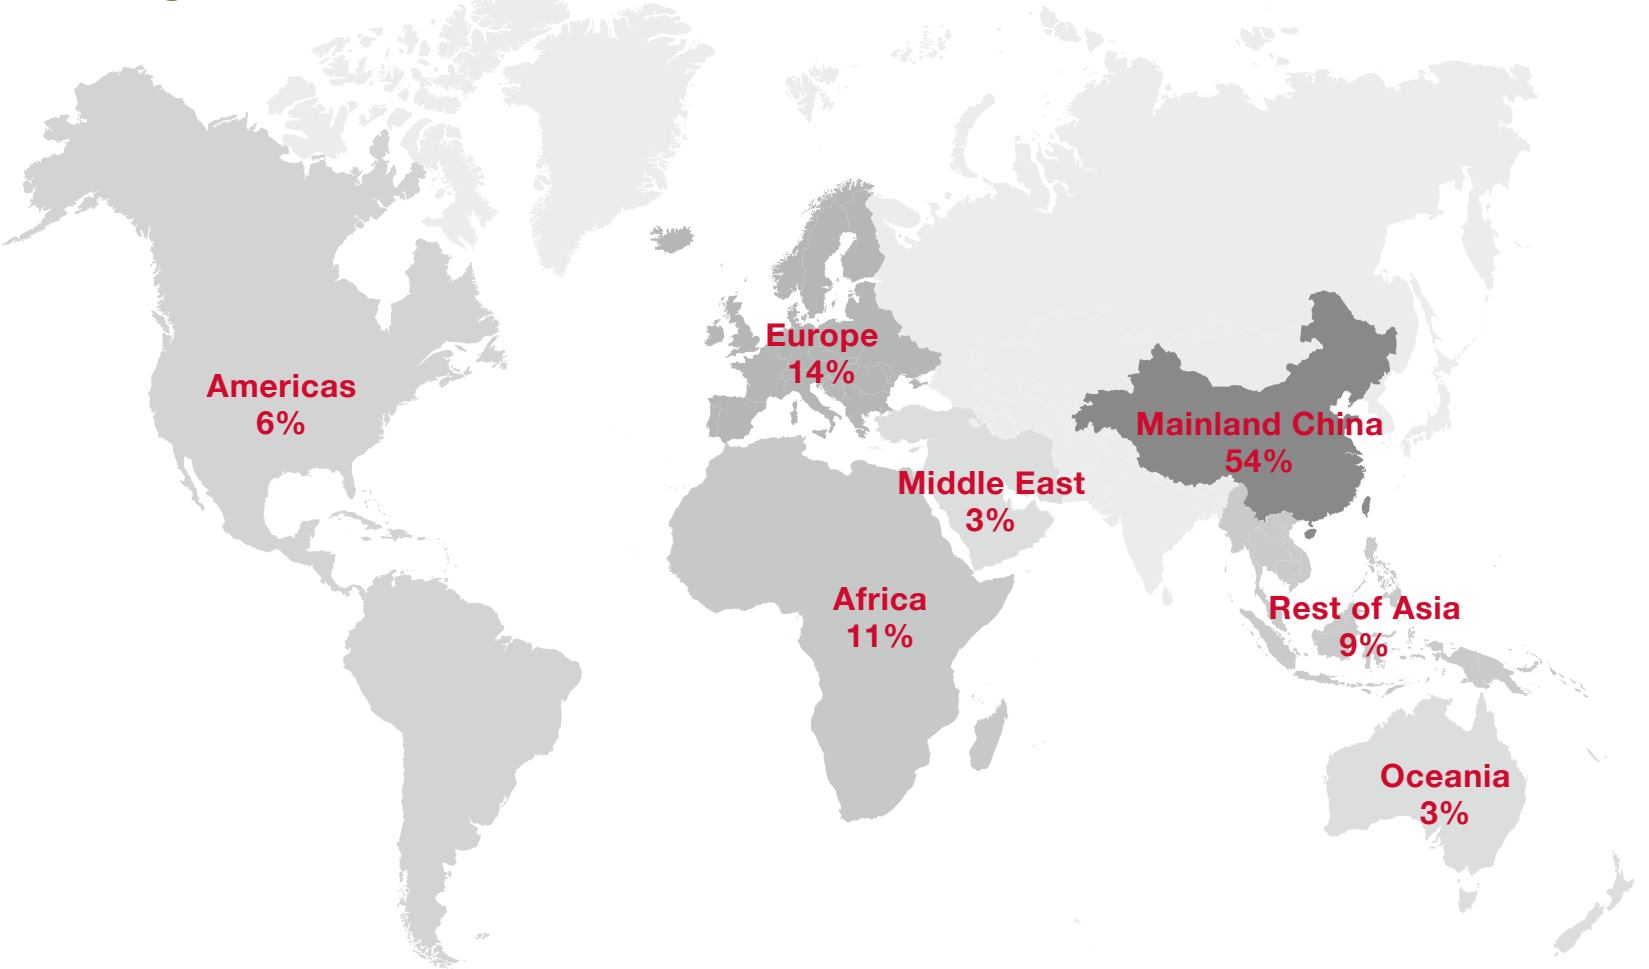 Europe
14%
Americas
6%
Mainland China
54%
Middle East
3%
Africa
11%
Rest of Asia
9%
Oceania
3%